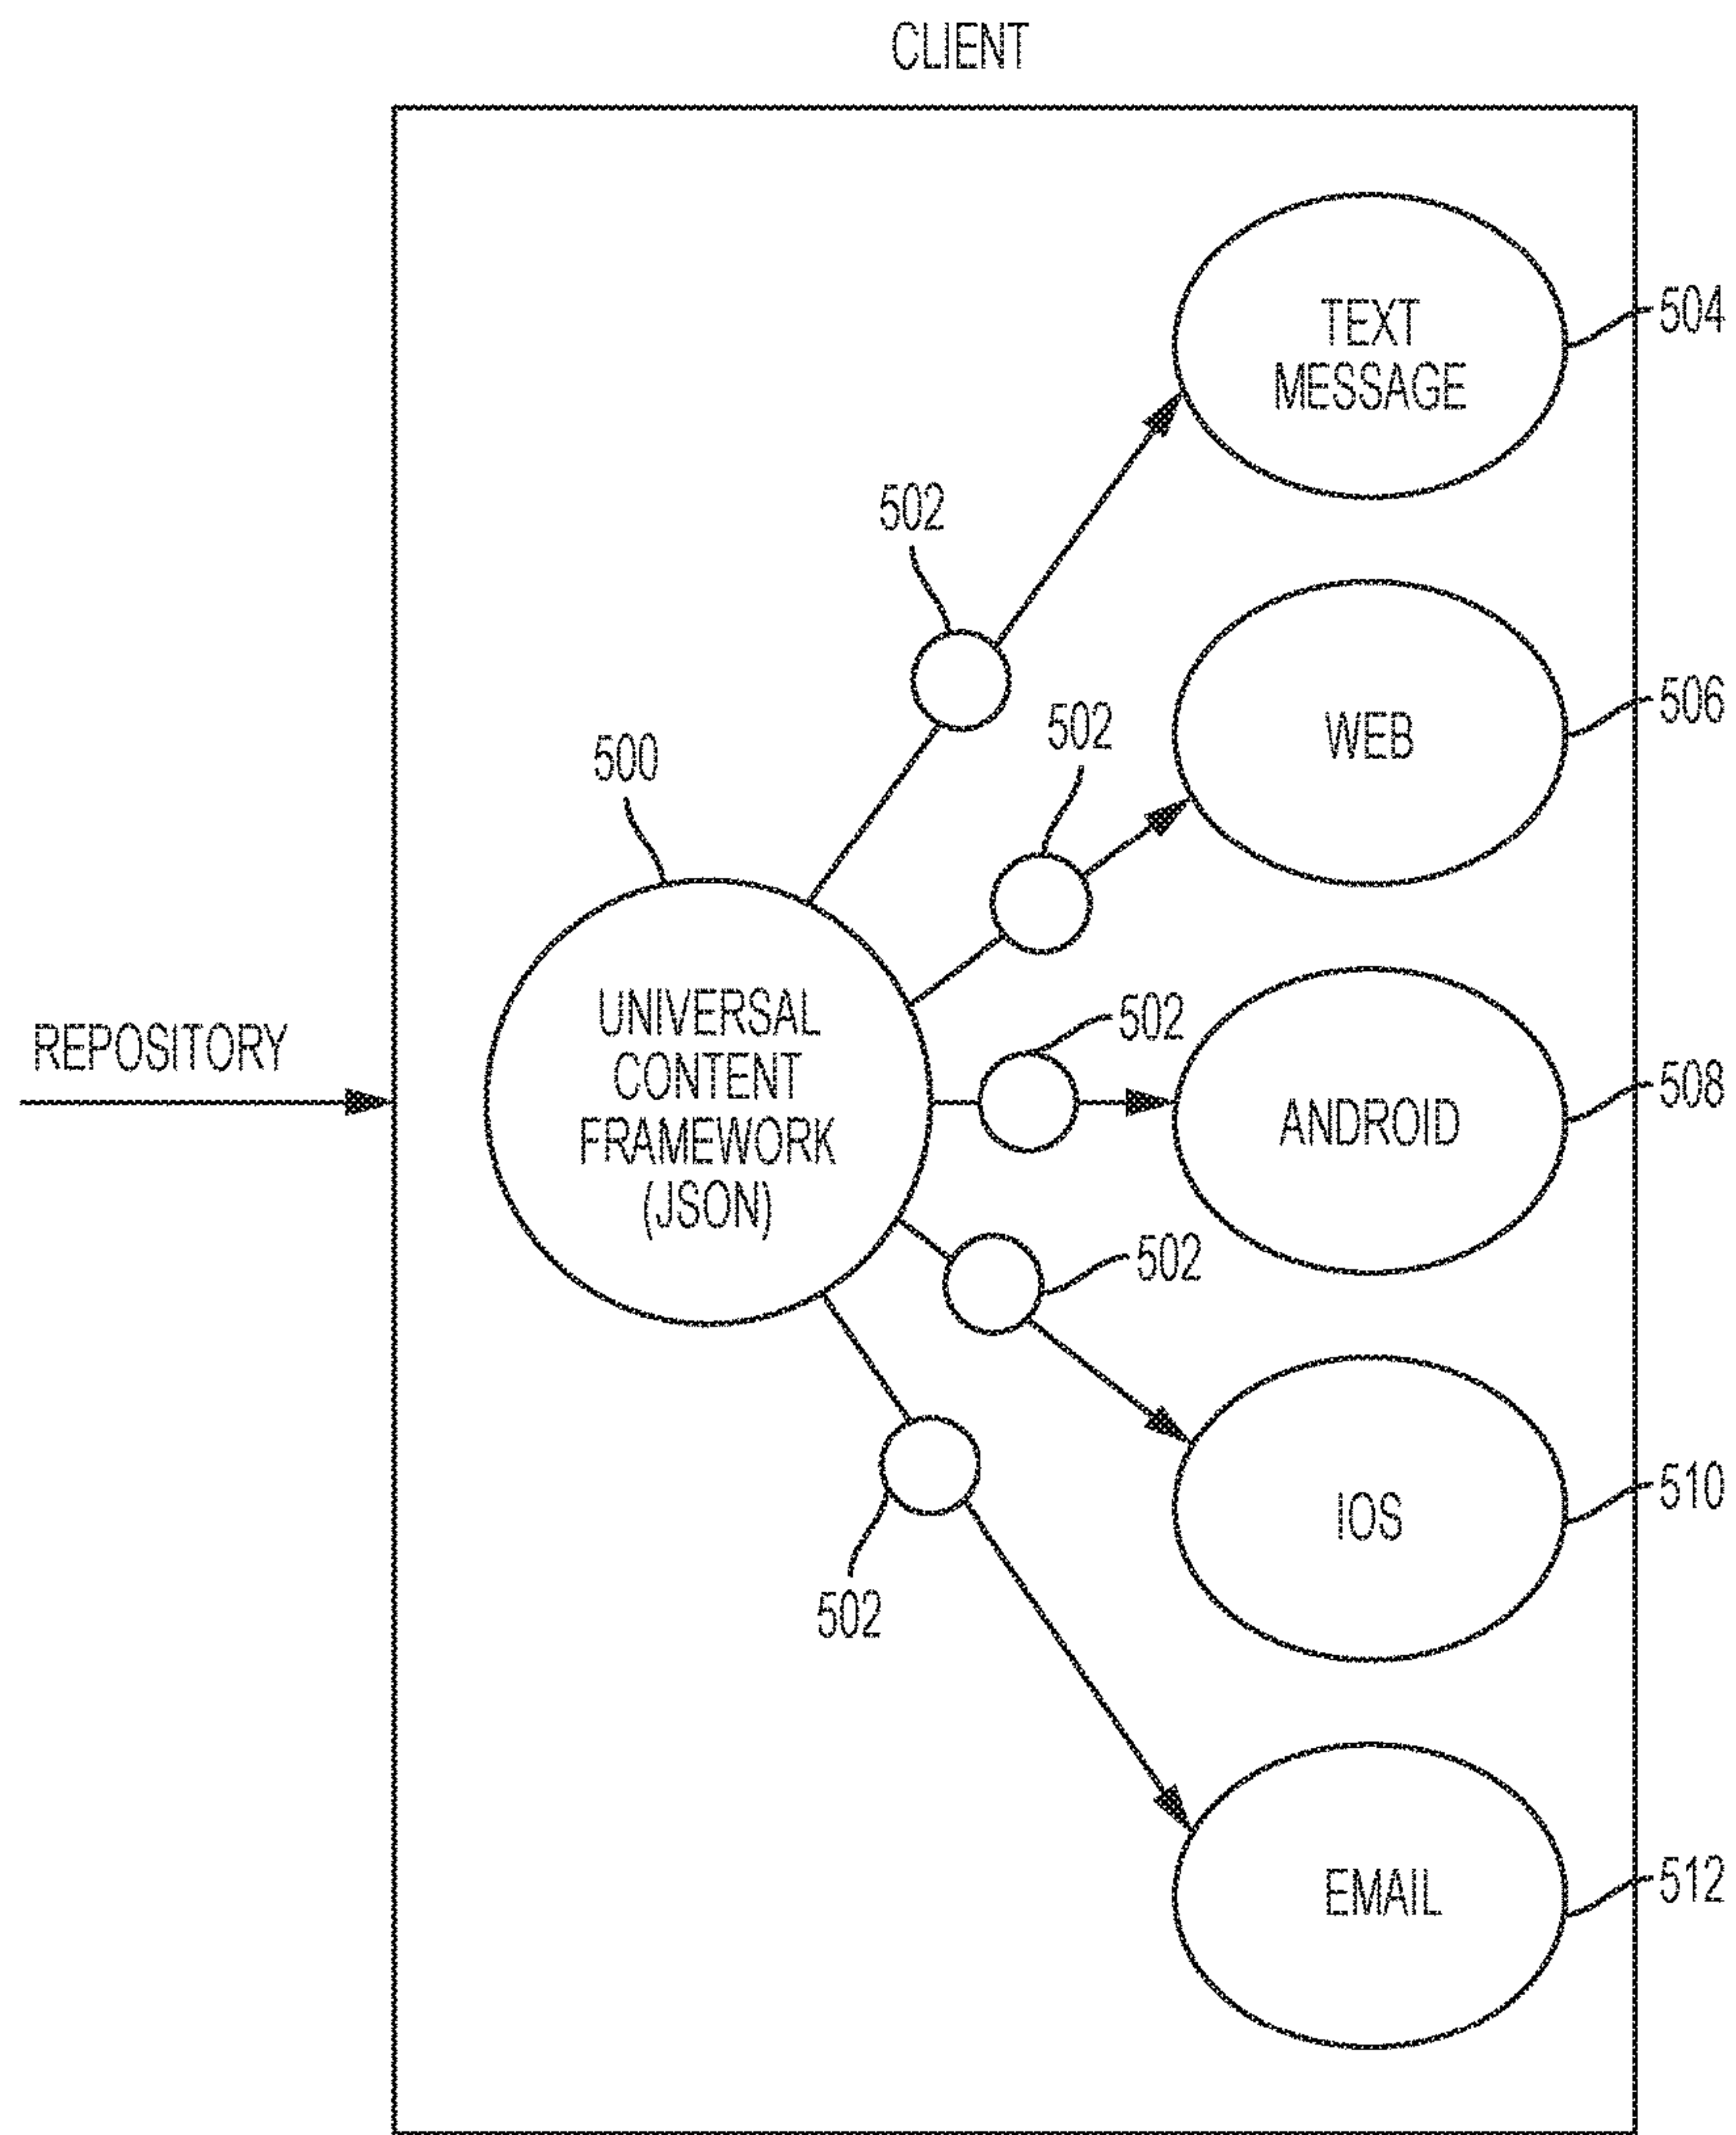 CLIENT
TEXT
MESSAGE
504
502
WEB
506
502
500
UNIVERSAL
CONTENT
FRAMEWORK
(JSON)
REPOSITORY
502
ANDROID
508
502
IOS
510
502
EMAIL
512